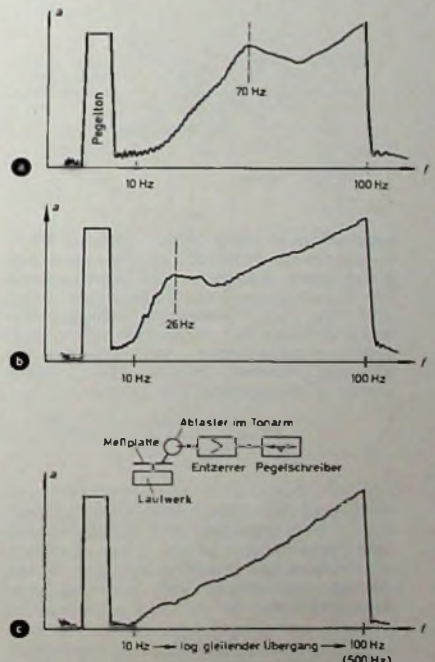 a
Pegelton
70 Hz
a
10 Hz
100 Hz
f
a
26 Hz
b
10 Hz
100 Hz
f
Abtaster im Tonarm
Meßplatte
Entzerrer
Pegelschreiber
Laufwerk
a
c
10 Hz
log gleitender Übergang
100 Hz
f
(500 Hz)